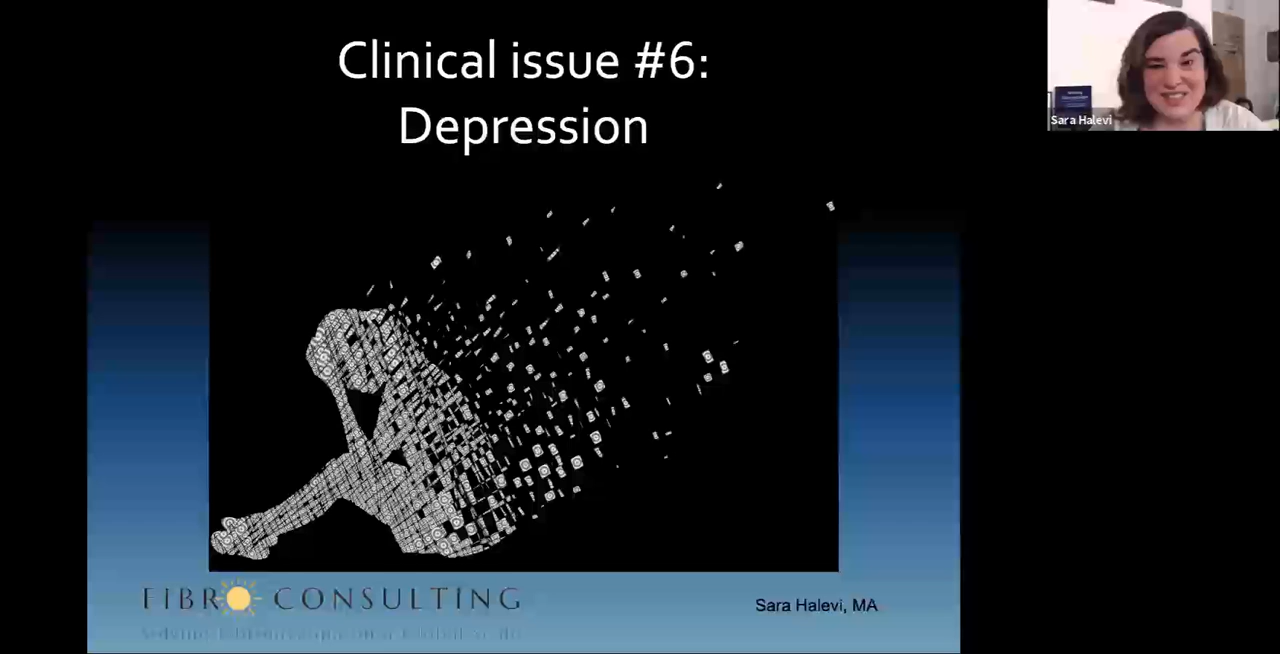 Clinical issue #6:
Depression
Sara Halevi
FIBRO CONSULTING
Sara Halevi, MA